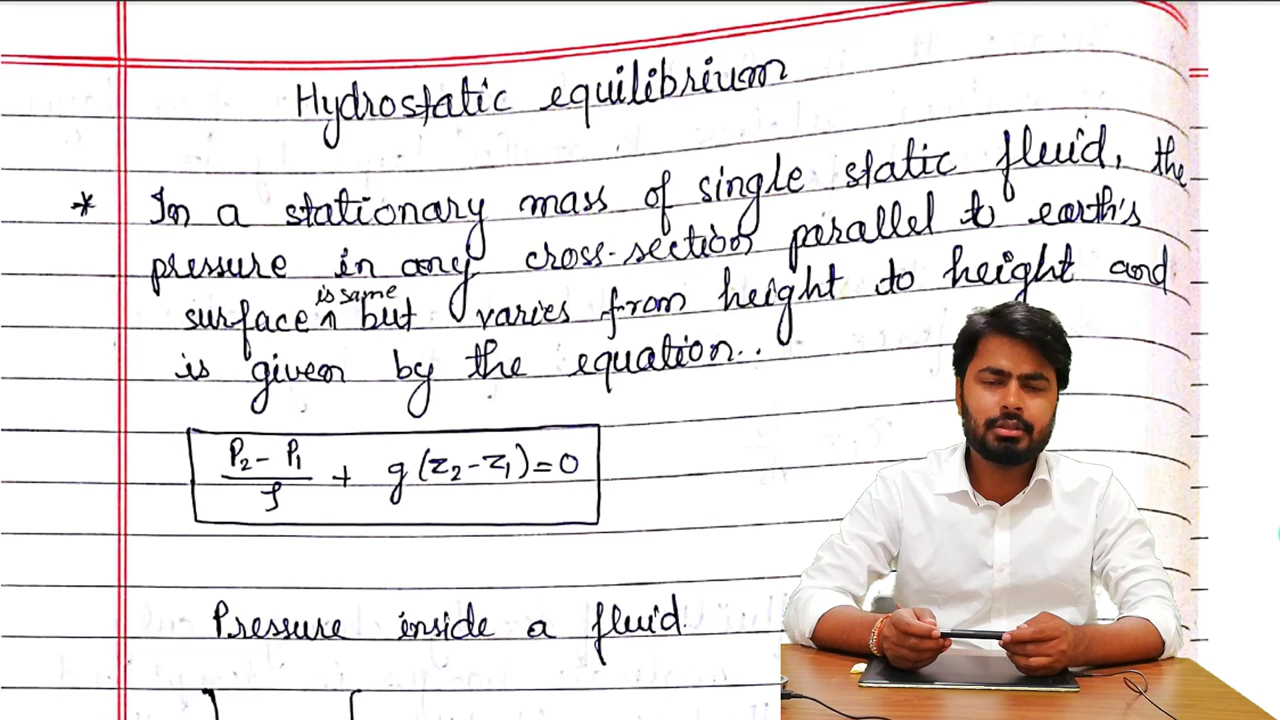 Hydrostatic equilibrium
* In a stationary mass of single static fluid, the
pressure in any cross-section parallel to earth's
surface ^ is same but varies from height to height and
is given by the equation..
P₂ - P₁ / ρ + g (z₂ - z₁) = 0
Pressure inside a fluid.